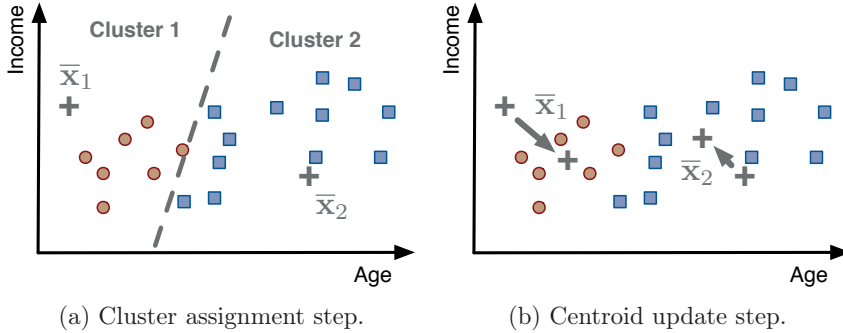 Income
Cluster 1
Cluster 2
x̅₁
x̅₂
Age
(a) Cluster assignment step.
Income
x̅₁
x̅₂
Age
(b) Centroid update step.